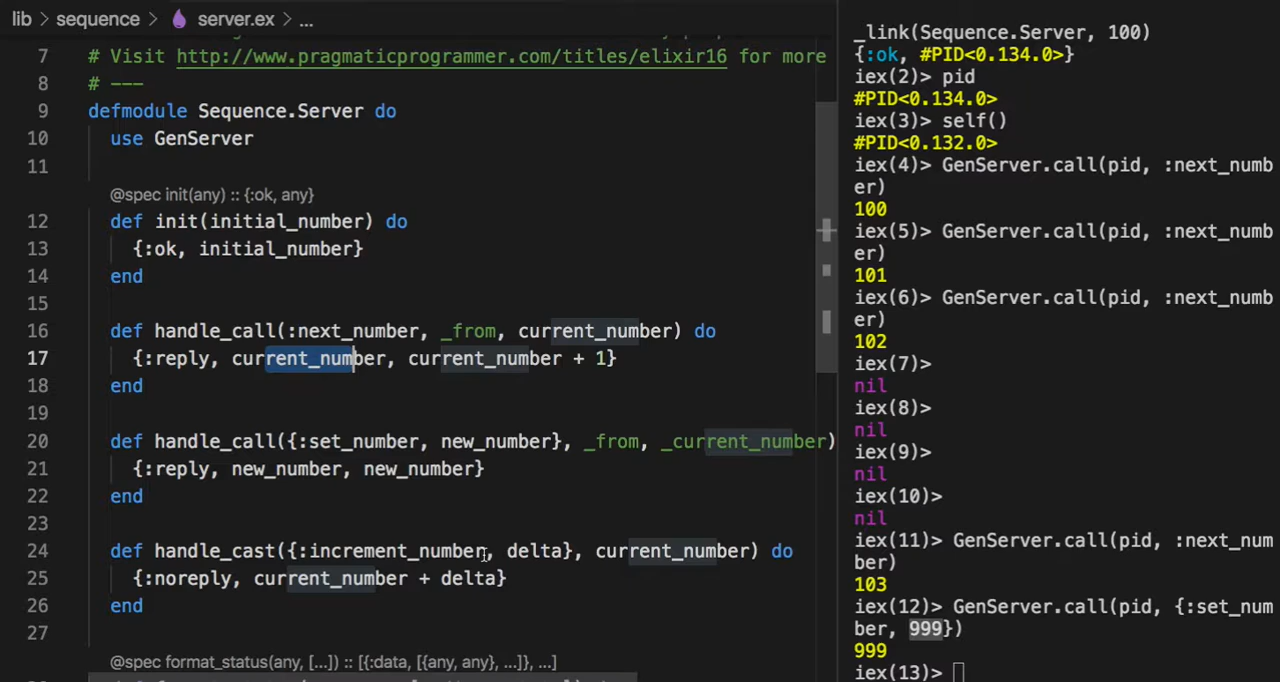 lib > sequence > server.ex > ...
7 # Visit http://www.pragmaticprogrammer.com/titles/elixir16 for more
8 # ---
9 defmodule Sequence.Server do
10 use GenServer
11
@spec init(any) :: {:ok, any}
12 def init(initial_number) do
13 {:ok, initial_number}
14 end
15
16 def handle_call(:next_number, _from, current_number) do
17 {:reply, current_number, current_number + 1}
18 end
19
20 def handle_call({:set_number, new_number}, _from, _current_number)
21 {:reply, new_number, new_number}
22 end
23
24 def handle_cast({:increment_number, delta}, current_number) do
25 {:noreply, current_number + delta}
26 end
27
@spec format_status(any, [...]) :: [{:data, [{any, any}, ...]}, ...]
_link(Sequence.Server, 100)
{:ok, #PID<0.134.0>}
iex(2)> pid
#PID<0.134.0>
iex(3)> self()
#PID<0.132.0>
iex(4)> GenServer.call(pid, :next_numb
er)
100
iex(5)> GenServer.call(pid, :next_numb
er)
101
iex(6)> GenServer.call(pid, :next_numb
er)
102
iex(7)>
nil
iex(8)>
nil
iex(9)>
nil
iex(10)>
nil
iex(11)> GenServer.call(pid, :next_num
ber)
103
iex(12)> GenServer.call(pid, {:set_num
ber, 999})
999
iex(13)>